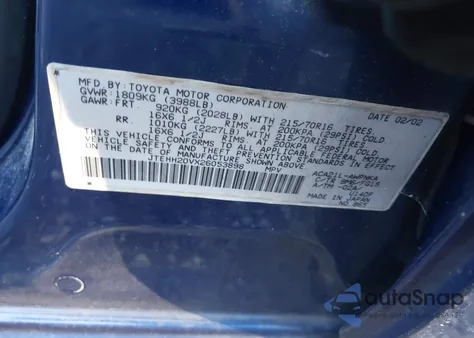 MFD BY: TOYOTA MOTOR CORPORATION DATE 02/02
GVWR: 1809KG (3988LB)
GAWR: FRT. 920KG (2028LB) WITH 215/70R16 TIRES
16X6 1/2J RIMS. AT 200KPA (29PSI) COLD
RR. 1010KG (2227LB) WITH 215/70R16 TIRES
16X6 1/2J RIMS. AT 200KPA (29PSI) COLD
THIS VEHICLE CONFORMS TO ALL APPLICABLE FEDERAL MOTOR
VEHICLE SAFETY AND THEFT PREVENTION STANDARDS IN EFFECT
ON THE DATE OF MANUFACTURE SHOWN ABOVE.
MPV
ACA21L-
C/TR:
A/TM:
MADE IN JAPAN
autoSnap